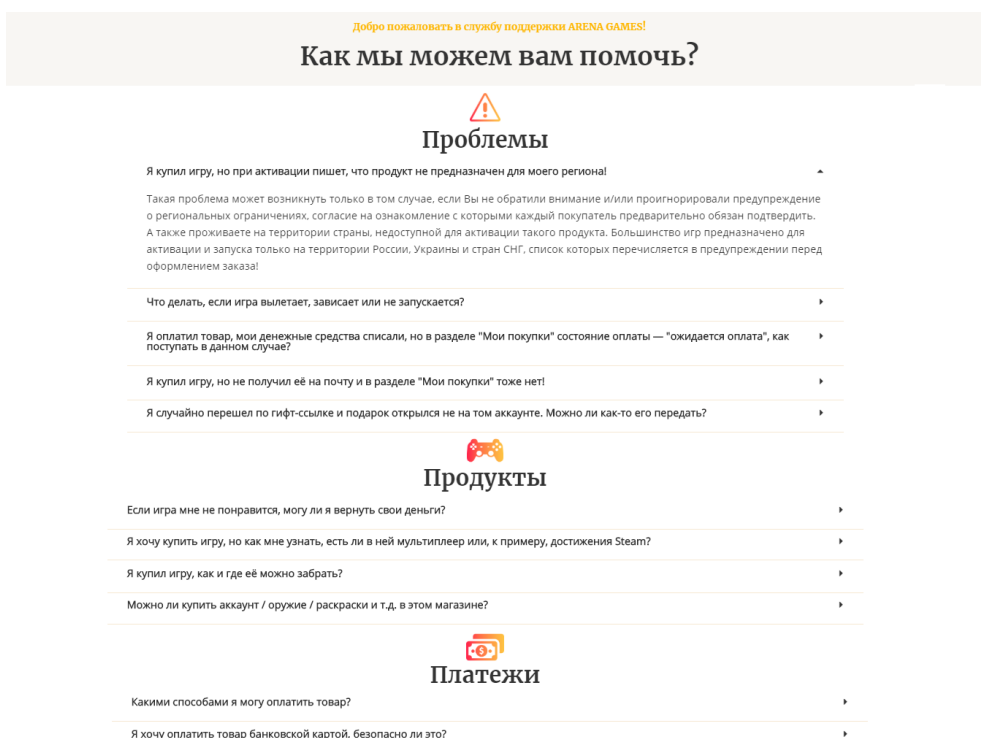 Добро пожаловать в службу поддержки ARENA GAMES!
Как мы можем вам помочь?
Проблемы
Я купил игру, но при активации пишет, что продукт не предназначен для моего региона!
Такая проблема может возникнуть только в том случае, если Вы не обратили внимание и/или проигнорировали предупреждение
о региональных ограничениях, согласие на ознакомление с которыми каждый покупатель предварительно обязан подтвердить.
А также проживаете на территории страны, недоступной для активации такого продукта. Большинство игр предназначено для
активации и запуска только на территории России, Украины и стран СНГ, список которых перечисляется в предупреждении перед
оформлением заказа!
Что делать, если игра вылетает, зависает или не запускается?
Я оплатил товар, мои денежные средства списали, но в разделе "Мои покупки" состояние оплаты — "ожидается оплата", как
поступать в данном случае?
Я купил игру, но не получил её на почту и в разделе "Мои покупки" тоже нет!
Я случайно перешел по гифт-ссылке и подарок открылся не на том аккаунте. Можно ли как-то его передать?
Продукты
Если игра мне не понравится, могу ли я вернуть свои деньги?
Я хочу купить игру, но как мне узнать, есть ли в ней мультиплеер или, к примеру, достижения Steam?
Я купил игру, как и где её можно забрать?
Можно ли купить аккаунт / оружие / раскраски и т.д. в этом магазине?
Платежи
Какими способами я могу оплатить товар?
Я хочу оплатить товар банковской картой, безопасно ли это?